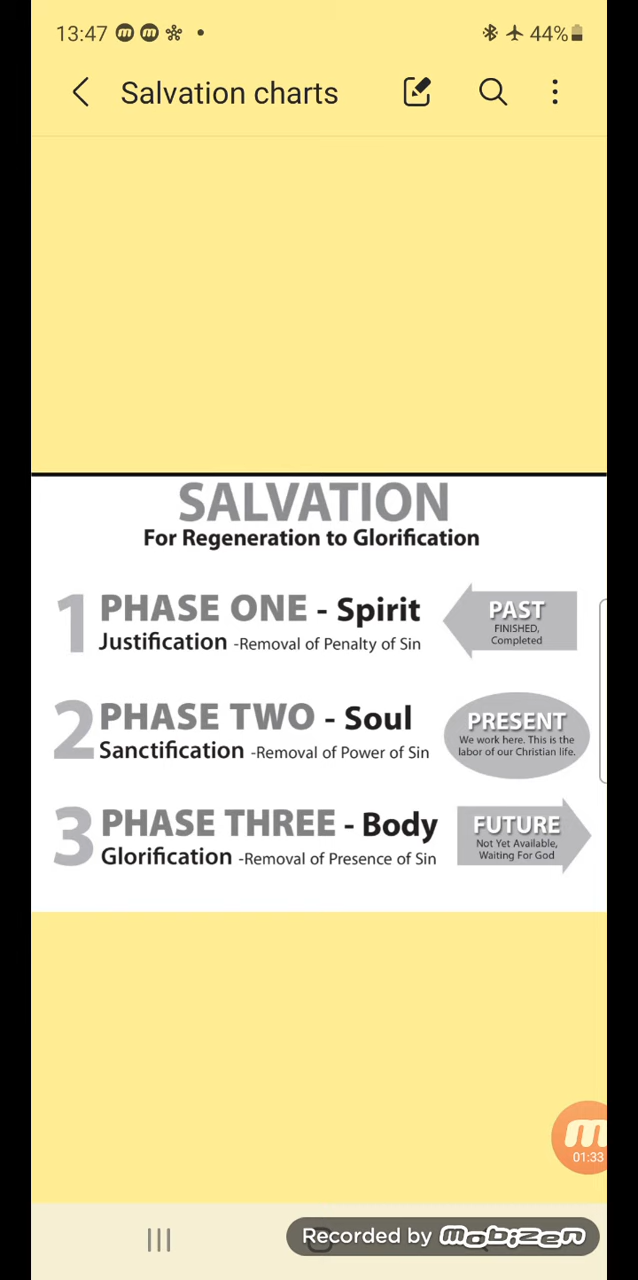 13:47
44%
Salvation charts
SALVATION
For Regeneration to Glorification
1 PHASE ONE - Spirit
Justification -Removal of Penalty of Sin
PAST
FINISHED,
Completed
2 PHASE TWO - Soul
Sanctification -Removal of Power of Sin
PRESENT
We work here. This is the
labor of our Christian life.
3 PHASE THREE - Body
Glorification -Removal of Presence of Sin
FUTURE
Not Yet Available,
Waiting For God
01:33
Recorded by mobizen